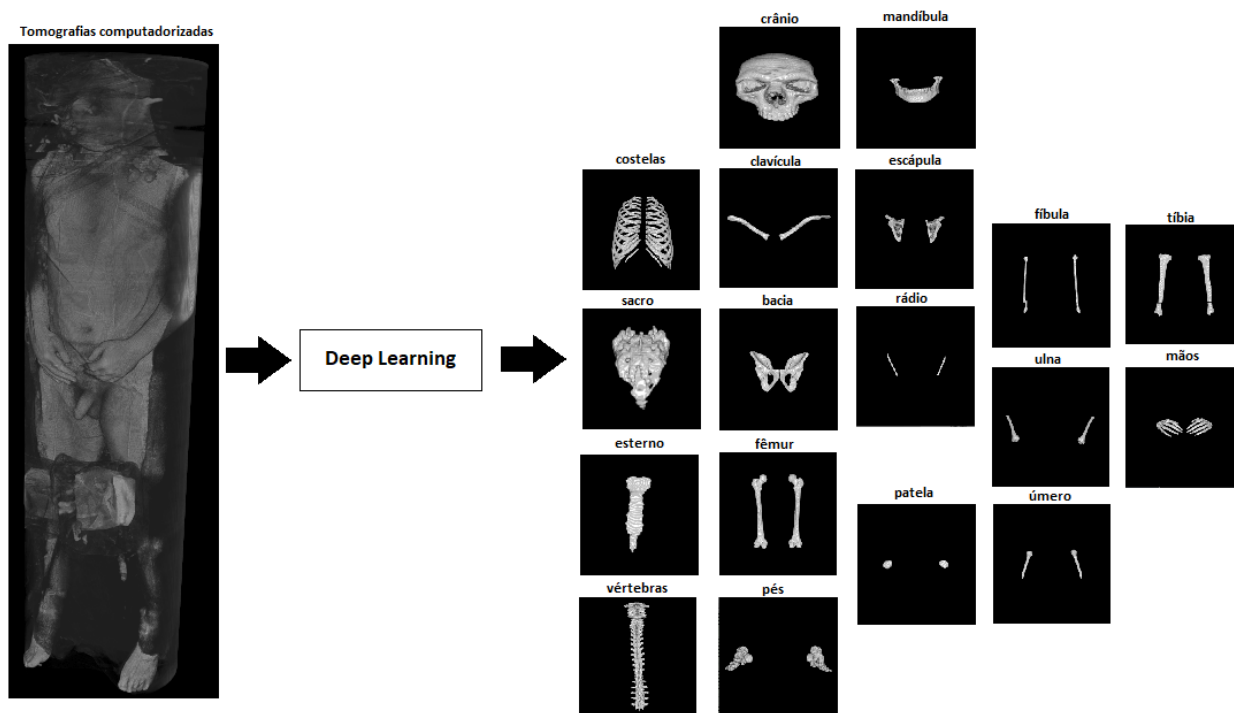 Tomografias computadorizadas
Deep Learning
crânio
mandíbula
costelas
clavícula
escápula
fíbula
tíbia
sacro
bacia
rádio
ulna
mãos
esterno
fêmur
patela
úmero
vértebras
pés